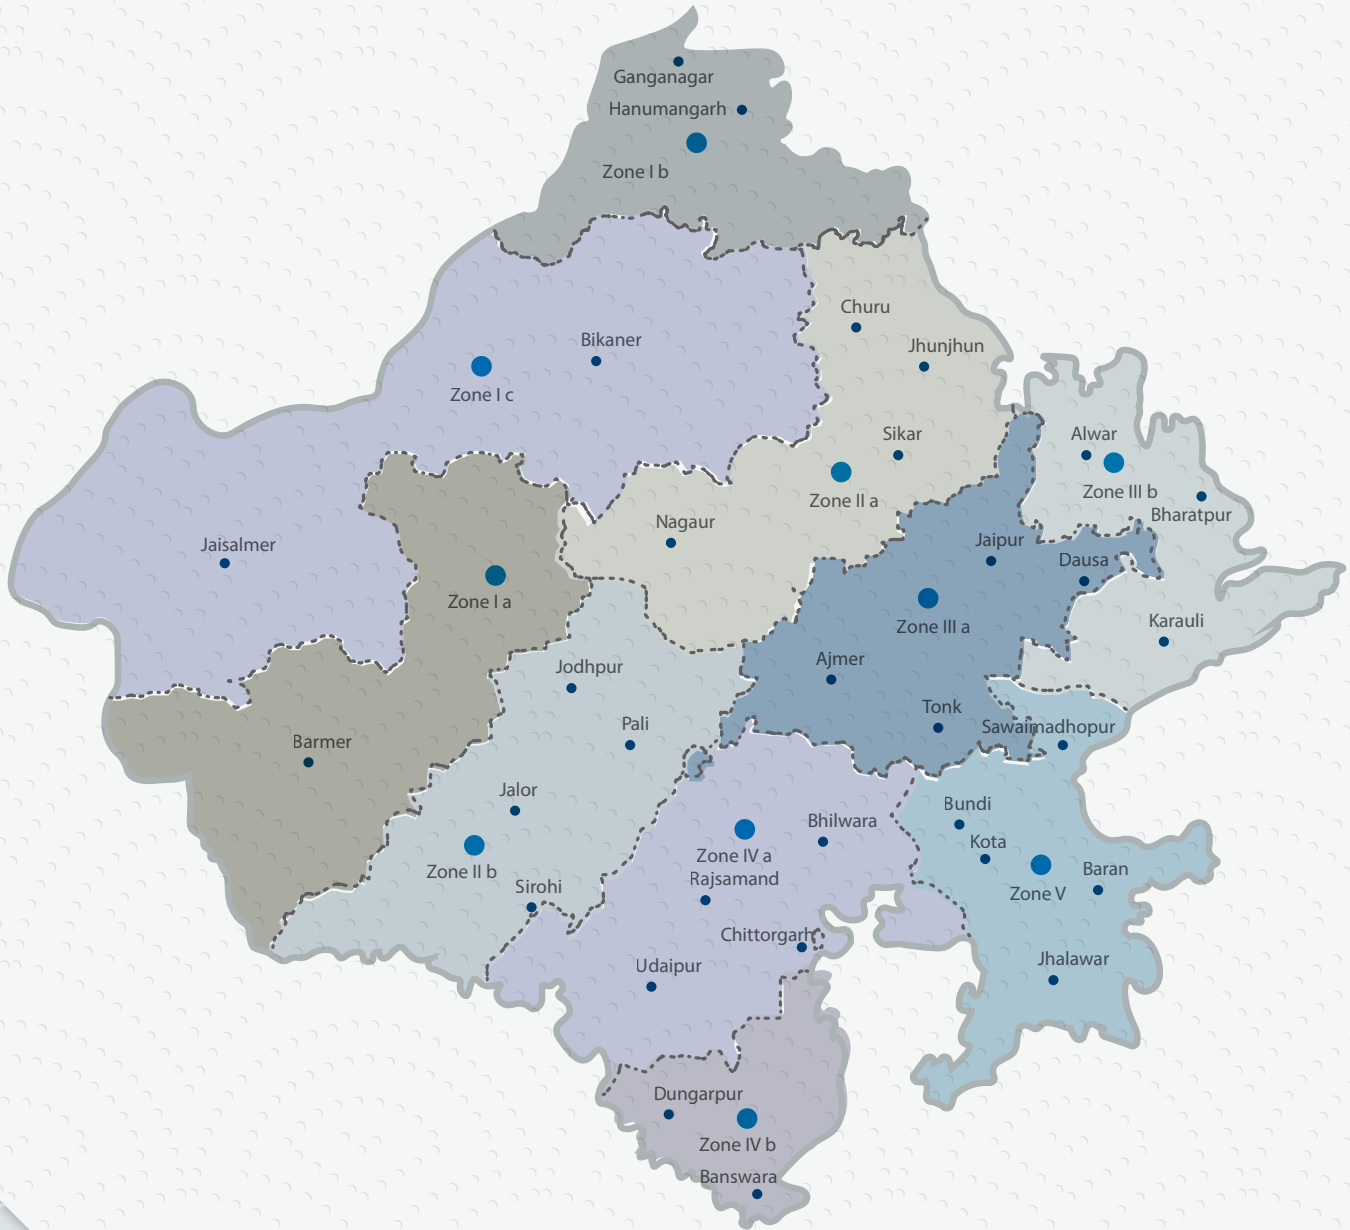 Ganganagar
Hanumangarh
Zone I b
Churu
Bikaner
Jhunjhun
Zone I c
Sikar
Alwar
Zone II a
Zone III b
Nagaur
Bharatpur
Jaisalmer
Jaipur
Dausa
Zone I a
Zone III a
Karauli
Jodhpur
Ajmer
Pali
Tonk
Sawaimadhopur
Barmer
Jalor
Bundi
Bhilwara
Kota
Zone IV a
Zone II b
Rajsamand
Baran
Sirohi
Zone V
Chittorgarh
Udaipur
Jhalawar
Dungarpur
Zone IV b
Banswara